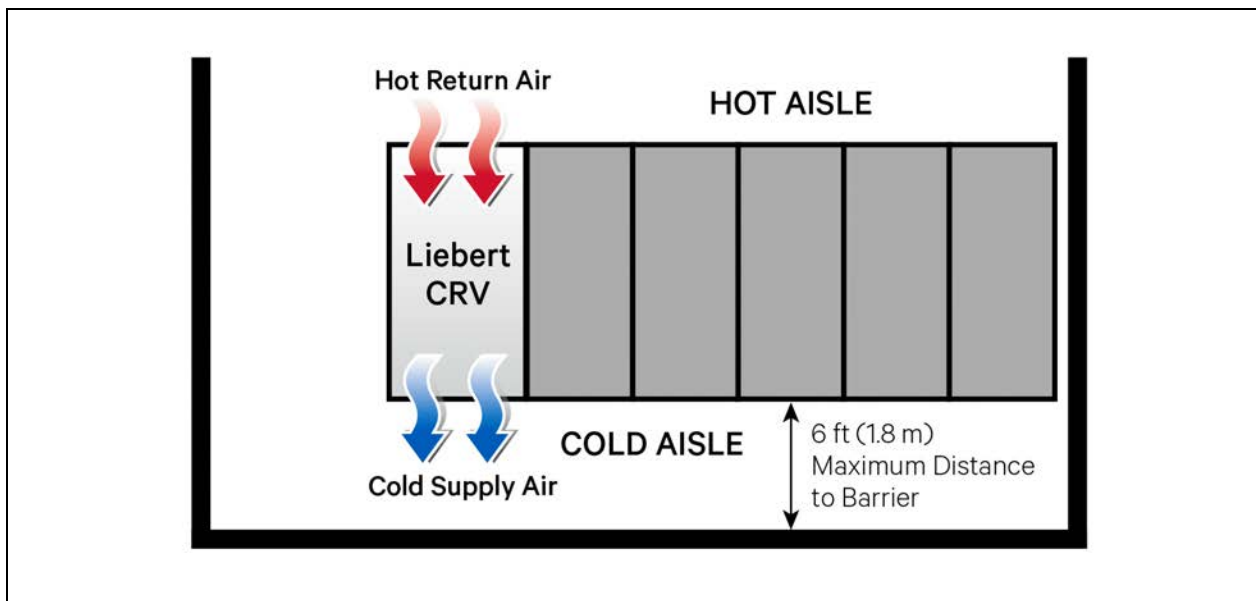 Hot Return Air
HOT AISLE
Liebert
CRV
COLD AISLE
Cold Supply Air
6 ft (1.8 m)
Maximum Distance
to Barrier